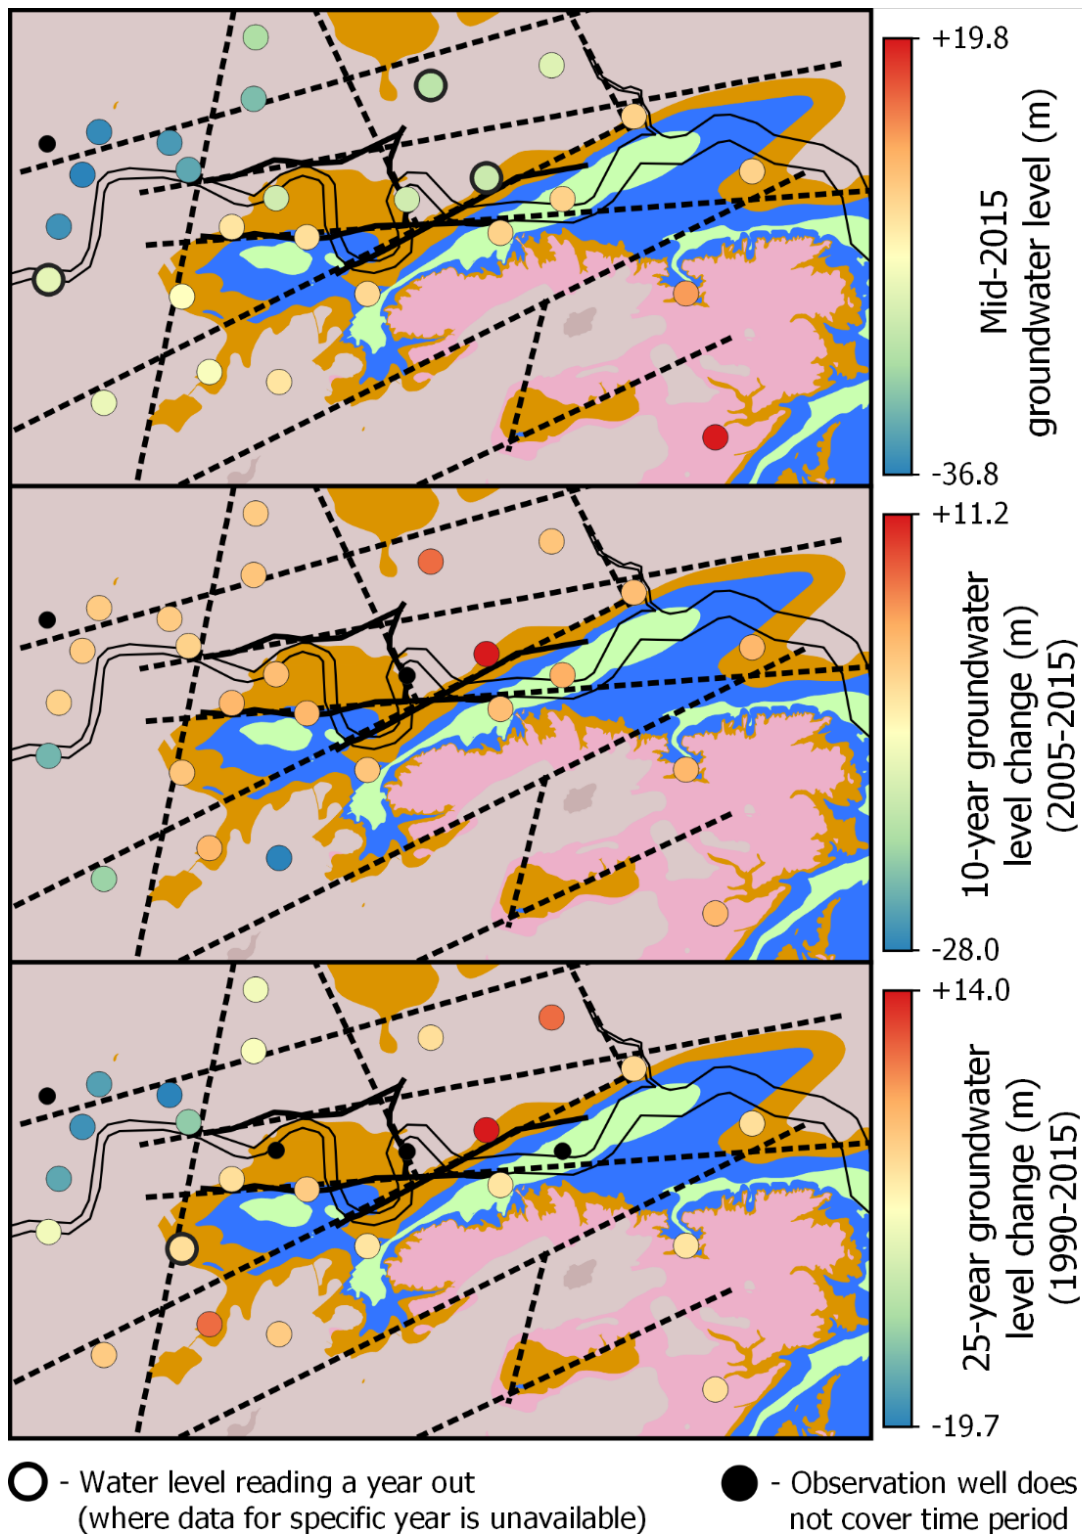 +19.8
Mid-2015
groundwater level (m)
-36.8
+11.2
10-year groundwater
level change (m)
(2005-2015)
-28.0
+14.0
25-year groundwater
level change (m)
(1990-2015)
-19.7
- Water level reading a year out
(where data for specific year is unavailable)
- Observation well does
not cover time period